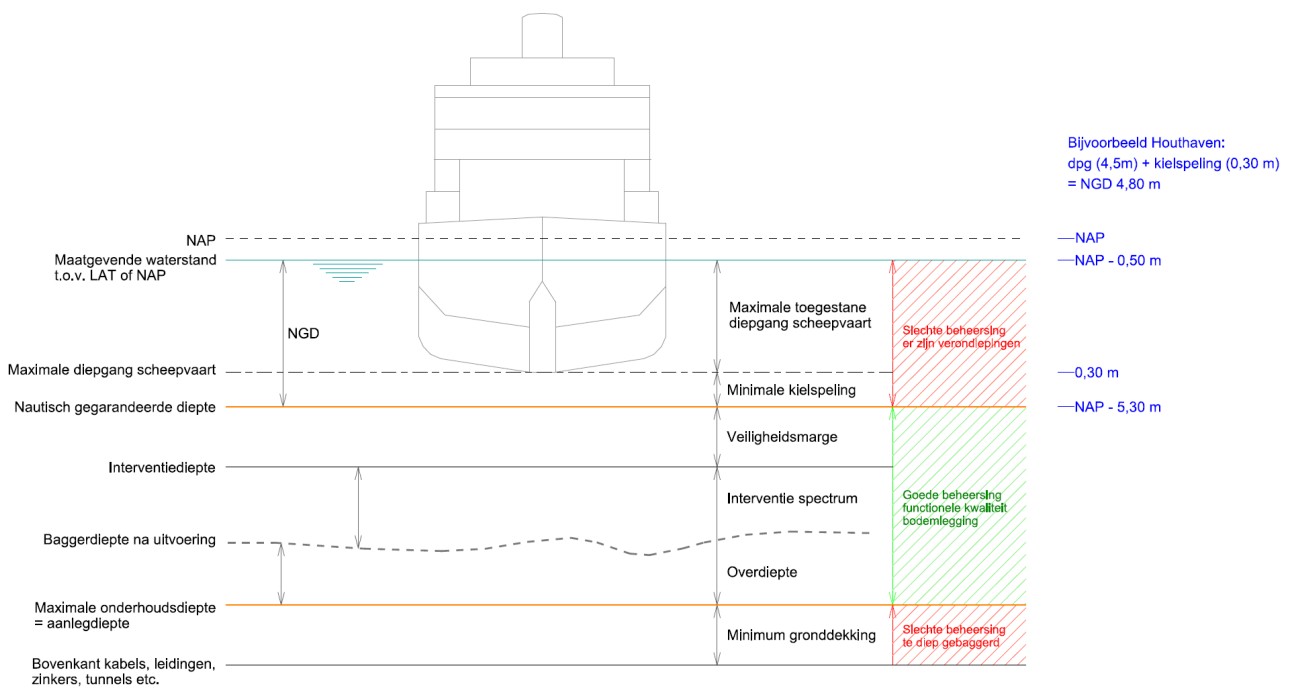 Bijvoorbeeld Houthaven:
dpg (4,5m) + kielspeling (0,30 m)
= NGD 4,80 m
NAP
NAP
Maatgevende waterstand
t.o.v. LAT of NAP
NAP - 0,50 m
Maximale toegestane
diepgang scheepvaart
NGD
Slechte beheersing
er zijn verondiepingen
Maximale diepgang scheepvaart
0,30 m
Minimale kielspeling
Nautisch gegarandeerde diepte
NAP - 5,30 m
Veiligheidsmarge
Interventiediepte
Interventie spectrum
Goede beheersing
functionele kwaliteit
bodemlegging
Baggerdiepte na uitvoering
Overdiepte
Maximale onderhoudsdiepte
= aanlegdiepte
Minimum gronddekking
Slechte beheersing
te diep gebaggerd
Bovenkant kabels, leidingen,
zinkers, tunnels etc.